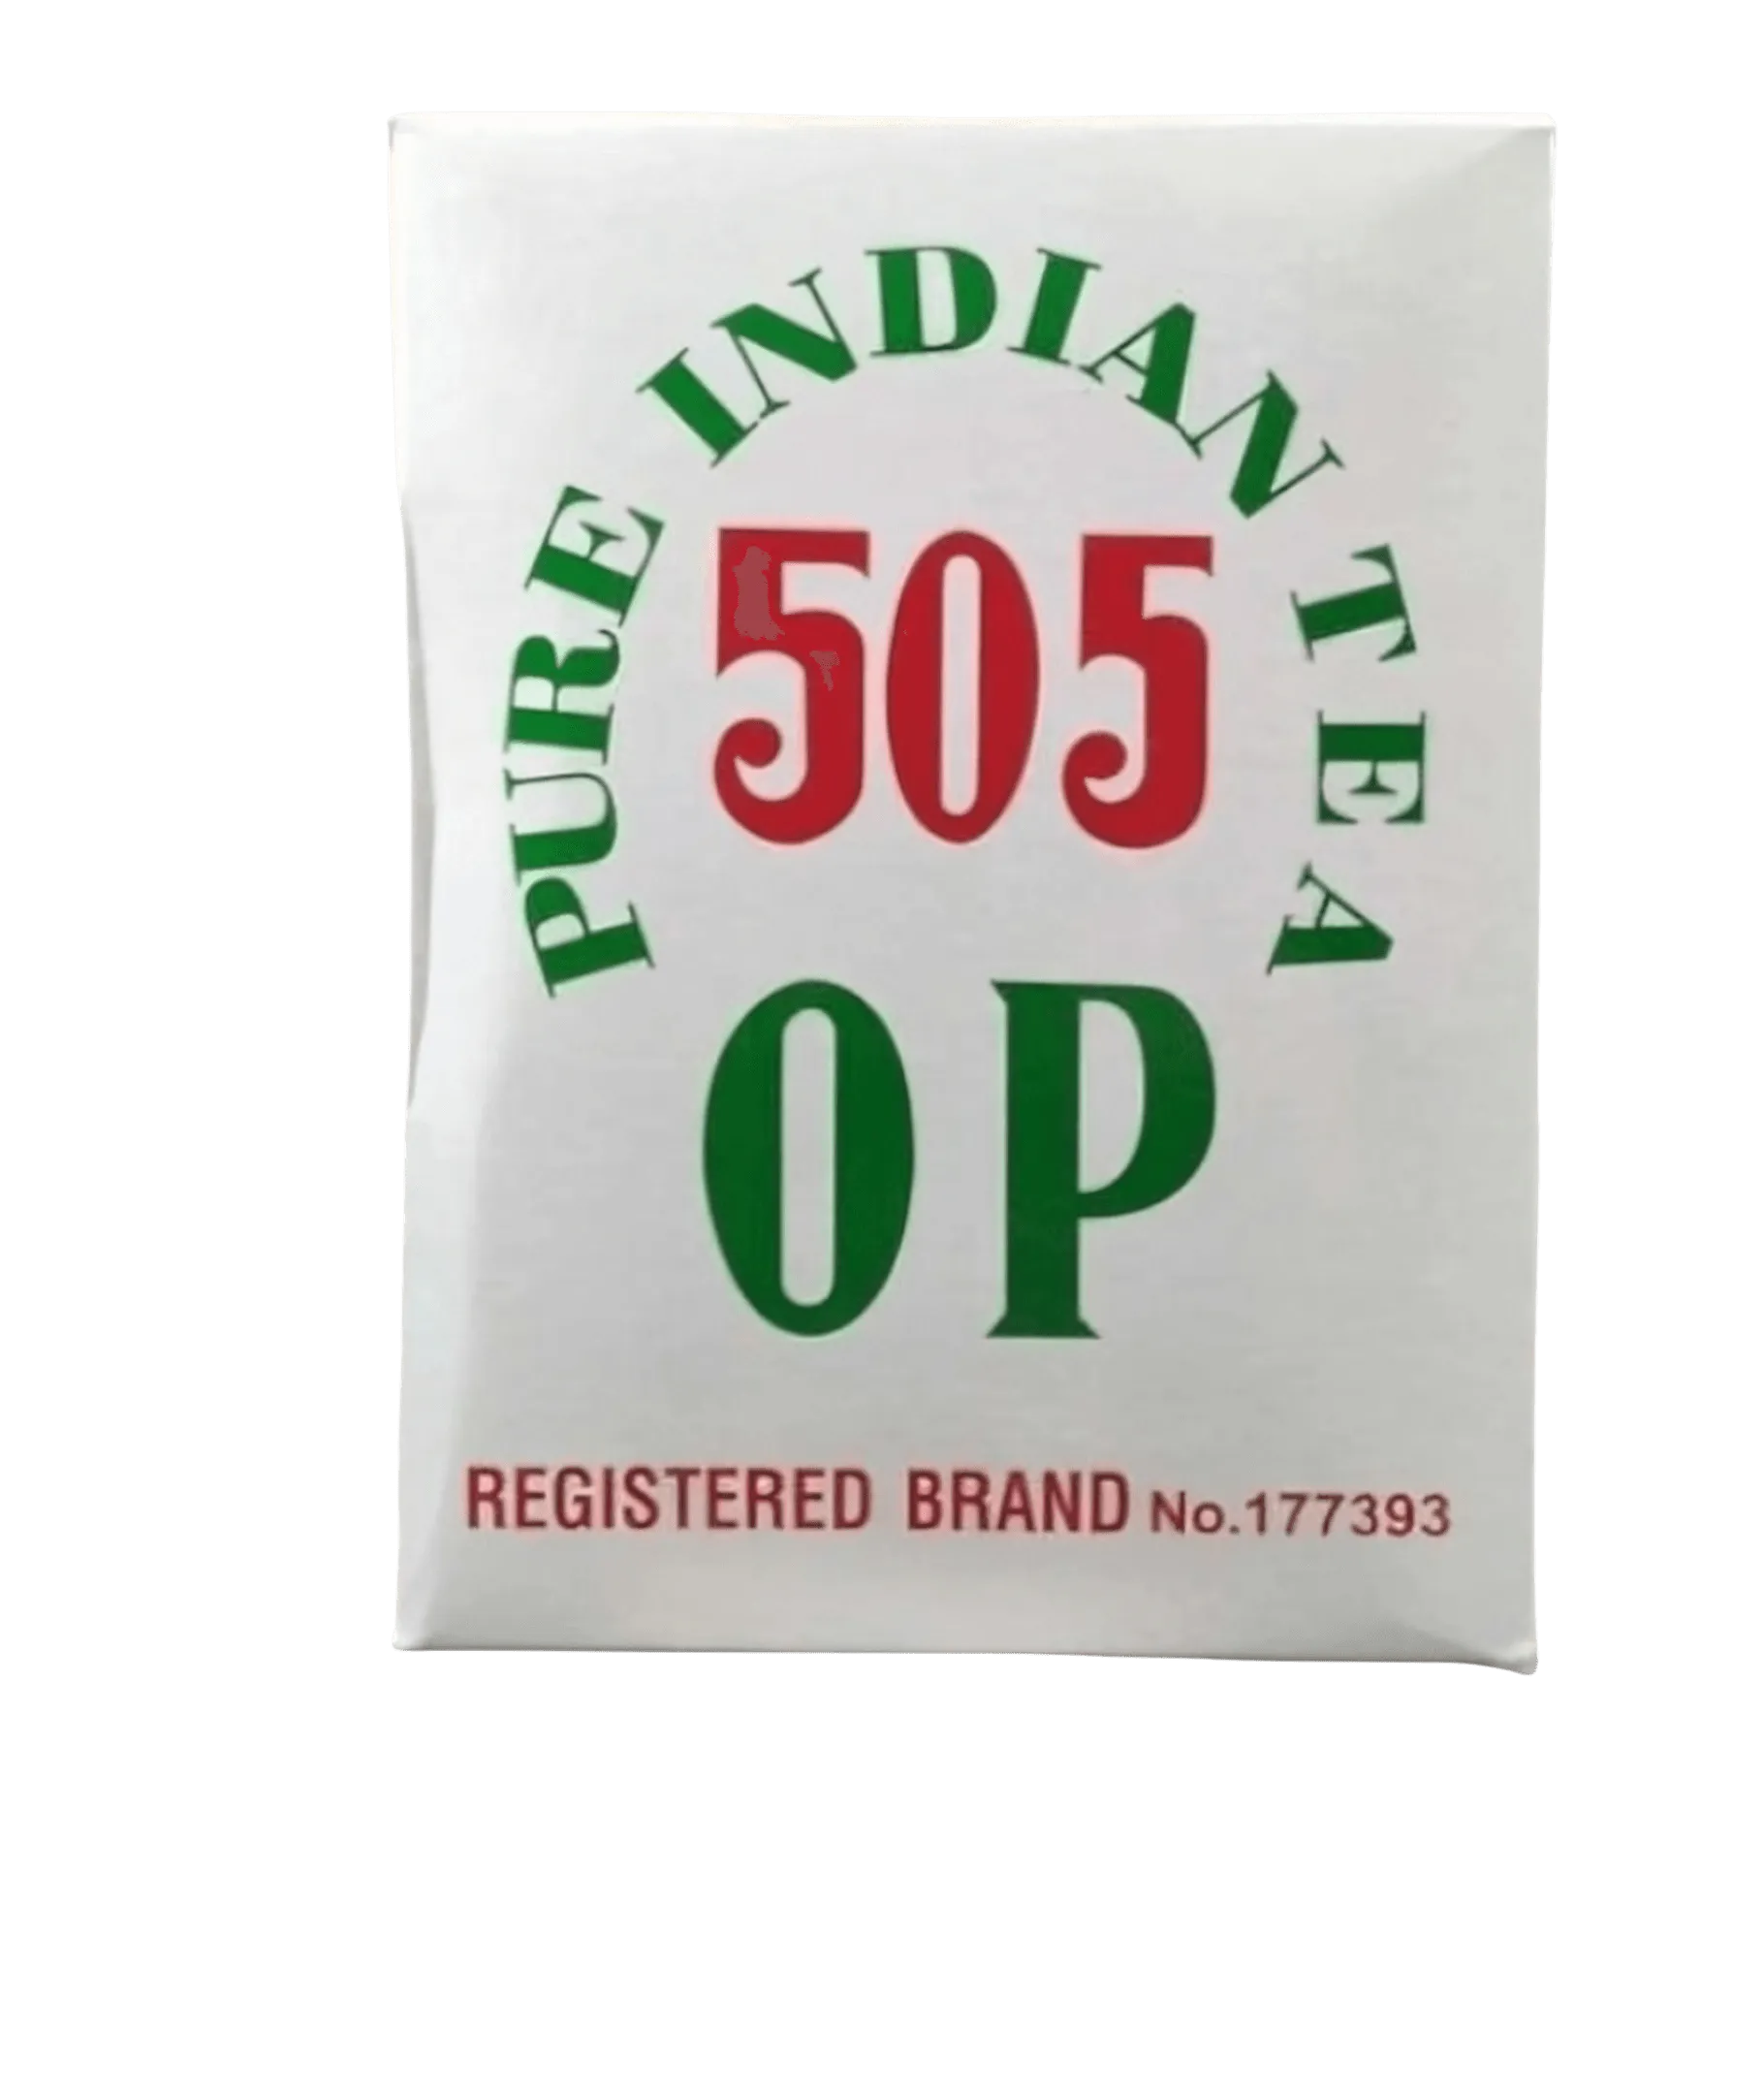 PURE INDIAN TEA
505
OP
REGISTERED BRAND No.177393